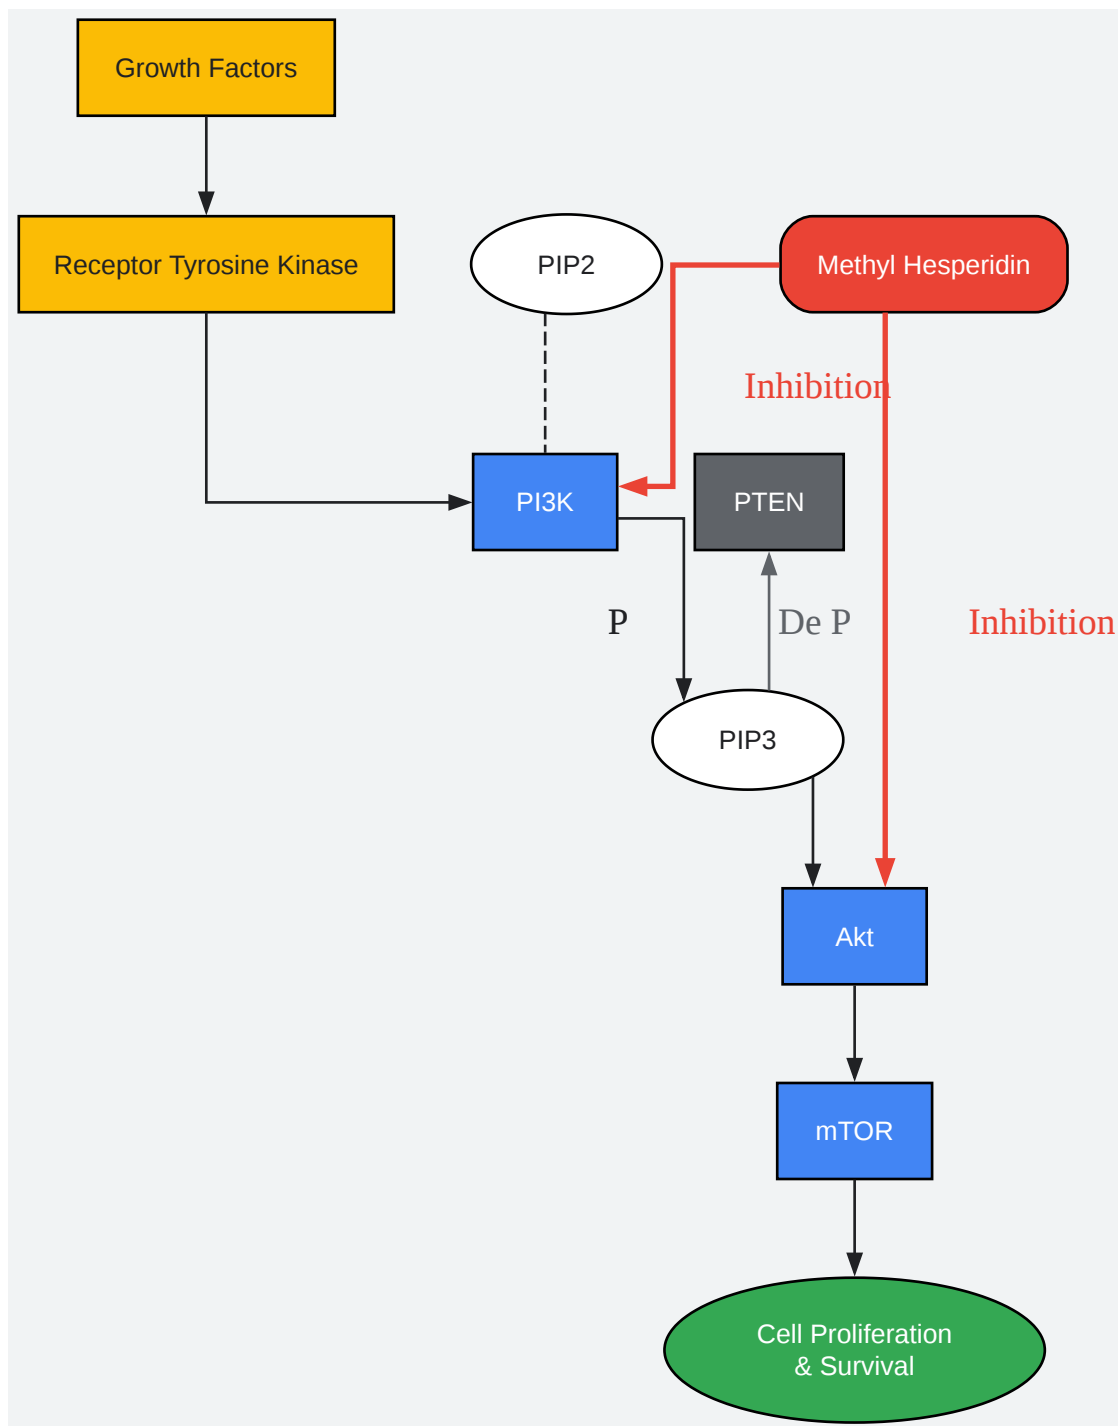 Growth Factors
Receptor Tyrosine Kinase
PIP2
Methyl Hesperidin
Inhibition
PI3K
PTEN
P
De P
Inhibition
PIP3
Akt
mTOR
Cell Proliferation
& Survival